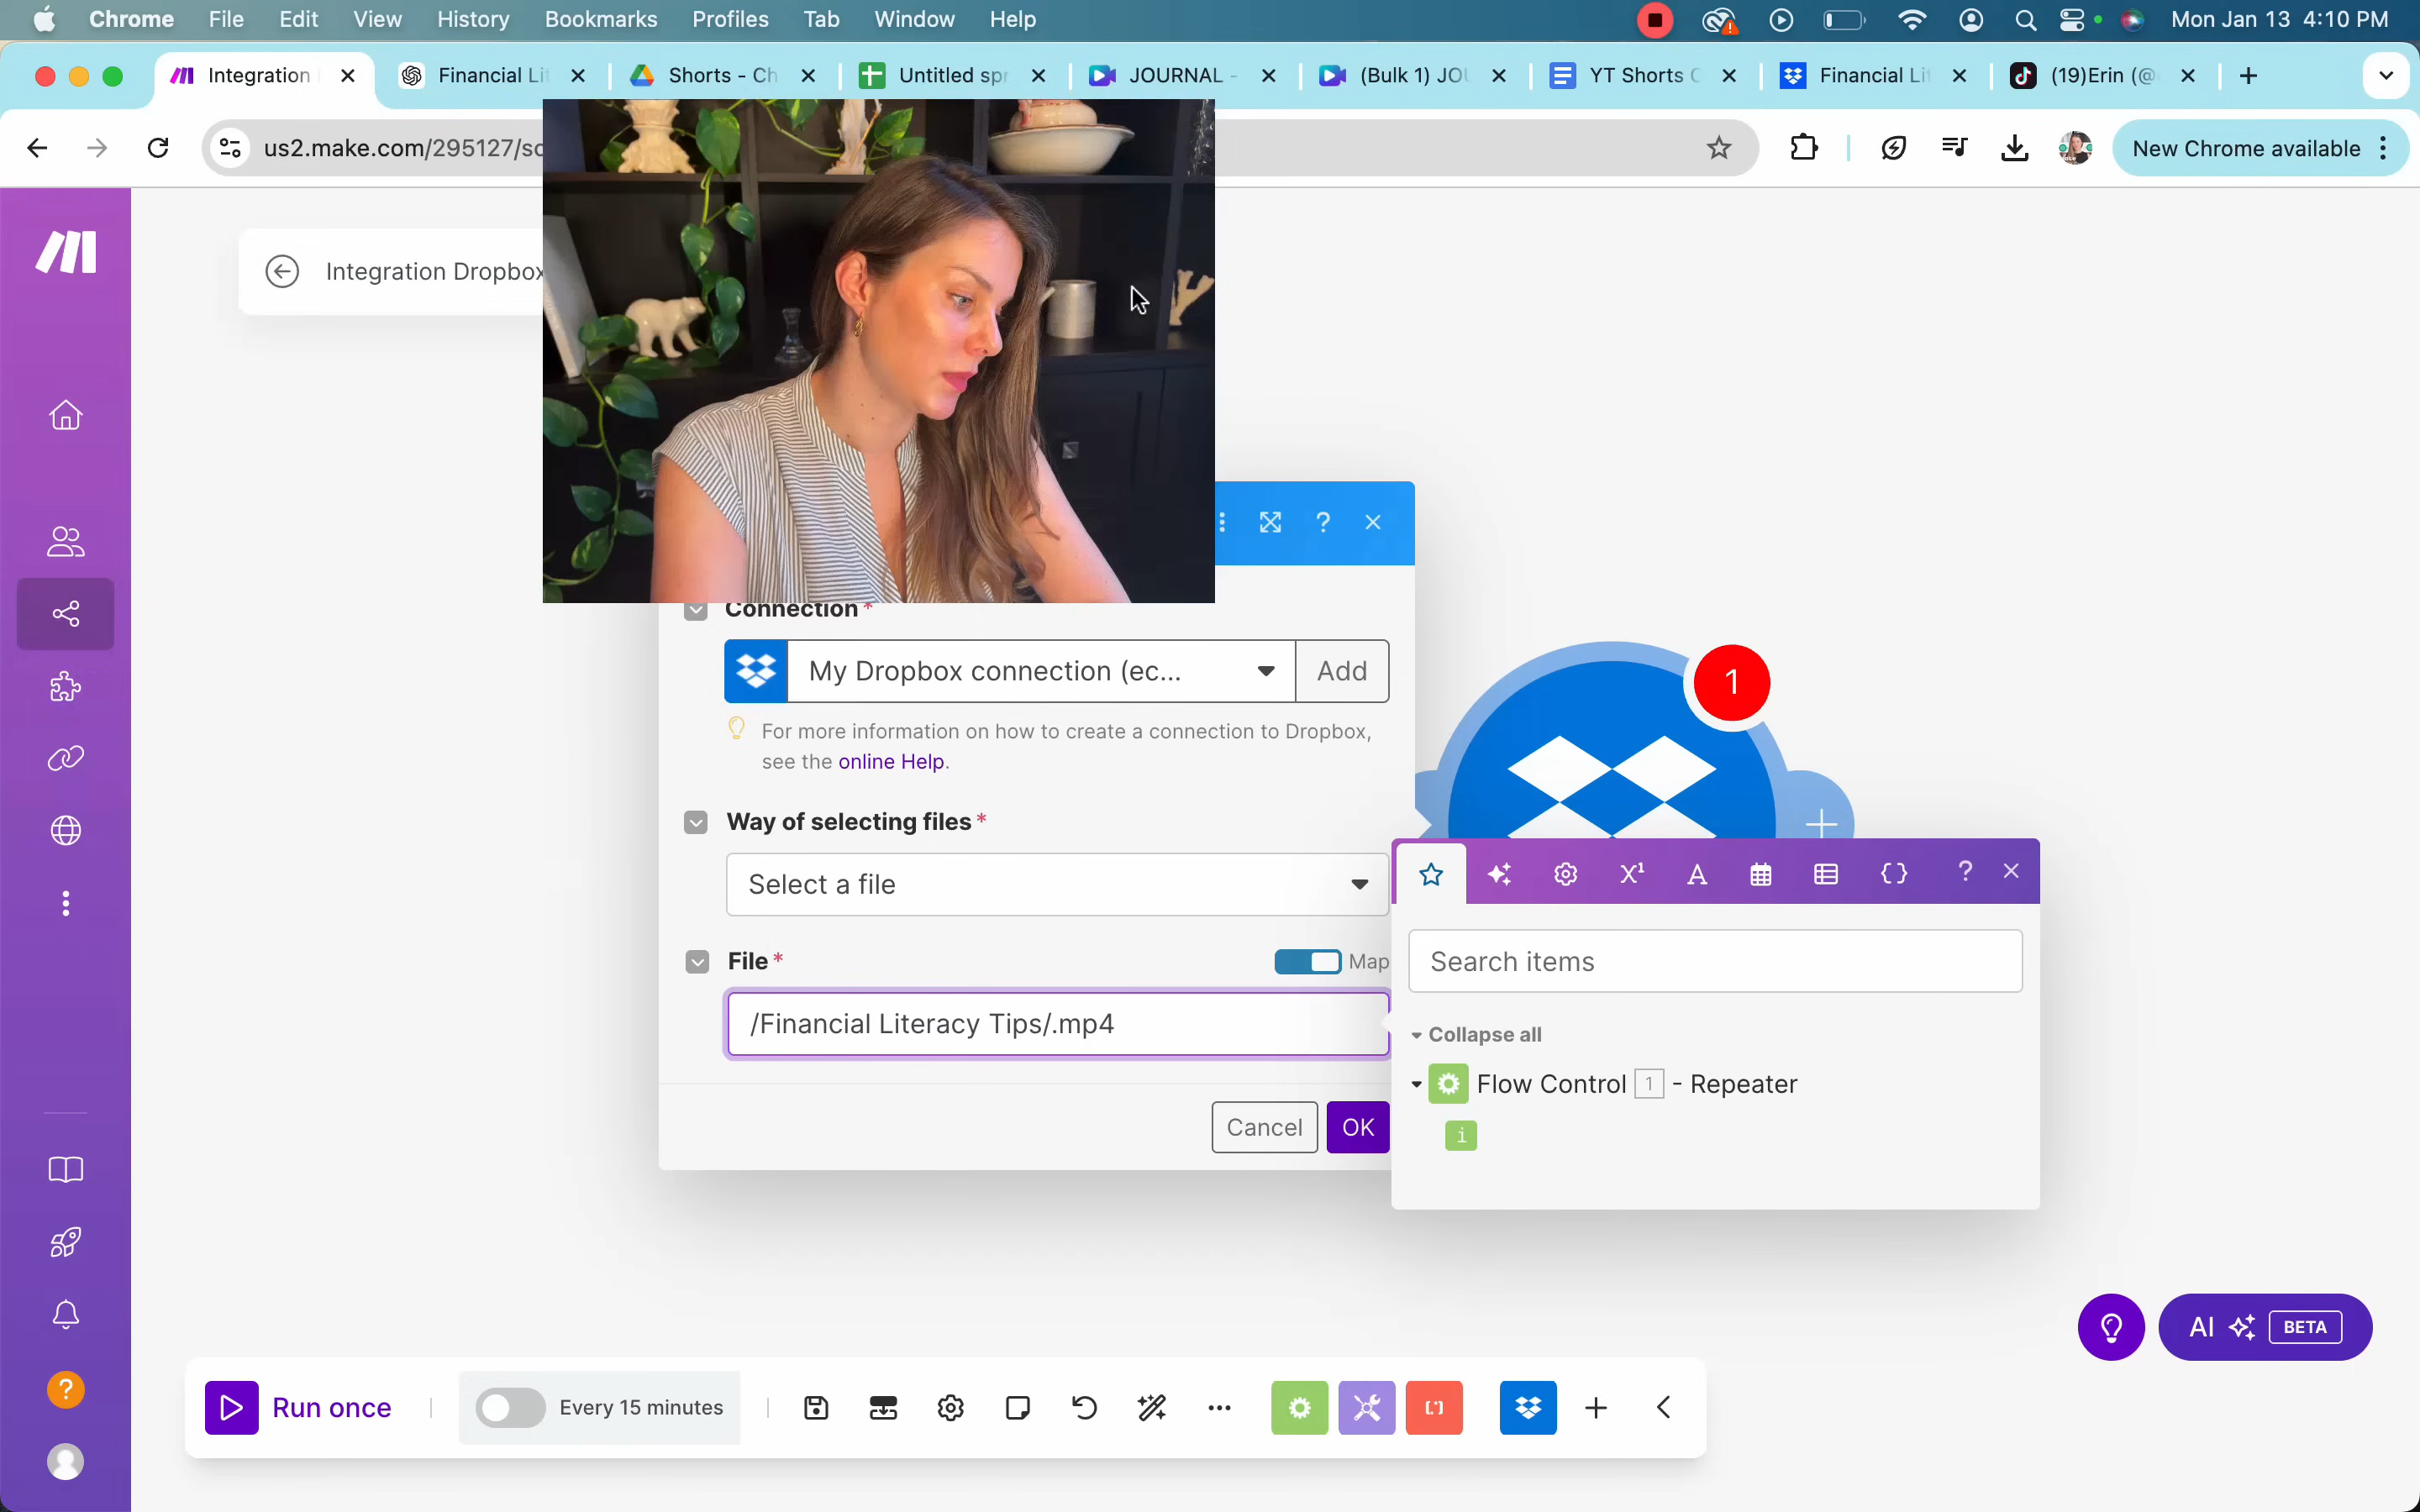 Chrome File Edit View History Bookmarks Profiles Tab Window Help Mon Jan 13 4:10 PM
Integration Financial Lit Shorts - Ch Untitled spr JOURNAL - (Bulk 1) JOU YT Shorts C Financial Lit (19)Erin (@
us2.make.com/295127/sc New Chrome available
Integration Dropbox
Connection *
My Dropbox connection (ec... Add
1
For more information on how to create a connection to Dropbox,
see the online Help.
Way of selecting files *
Select a file
File * Map
/Financial Literacy Tips/.mp4
Cancel OK
X¹ A { } ?
Search items
Collapse all
Flow Control 1 - Repeater
i
AI BETA
Run once Every 15 minutes